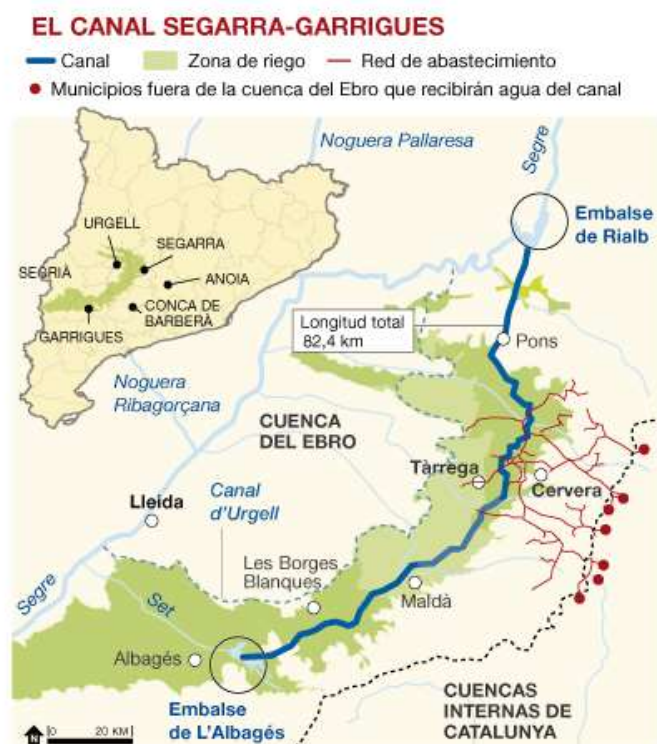 EL CANAL SEGARRA-GARRIGUES
Canal
Zona de riego
Red de abastecimiento
Municipios fuera de la cuenca del Ebro que recibirán agua del canal
Noguera Pallaresa
Segre
Embalse
de Rialb
URGELL
SEGARRA
SEGRIÀ
ANOIA
CONCA DE
BARBERÀ
GARRIGUES
Longitud total
82,4 km
Pons
Noguera
Ribagorçana
CUENCA
DEL EBRO
Tàrrega
Cervera
Lleida
Canal
d'Urgell
Les Borges
Blanques
Maldà
Segre
Set
Albagés
Embalse
de L'Albagés
CUENCAS
INTERNAS DE
CATALUNYA
N
0 20 KM